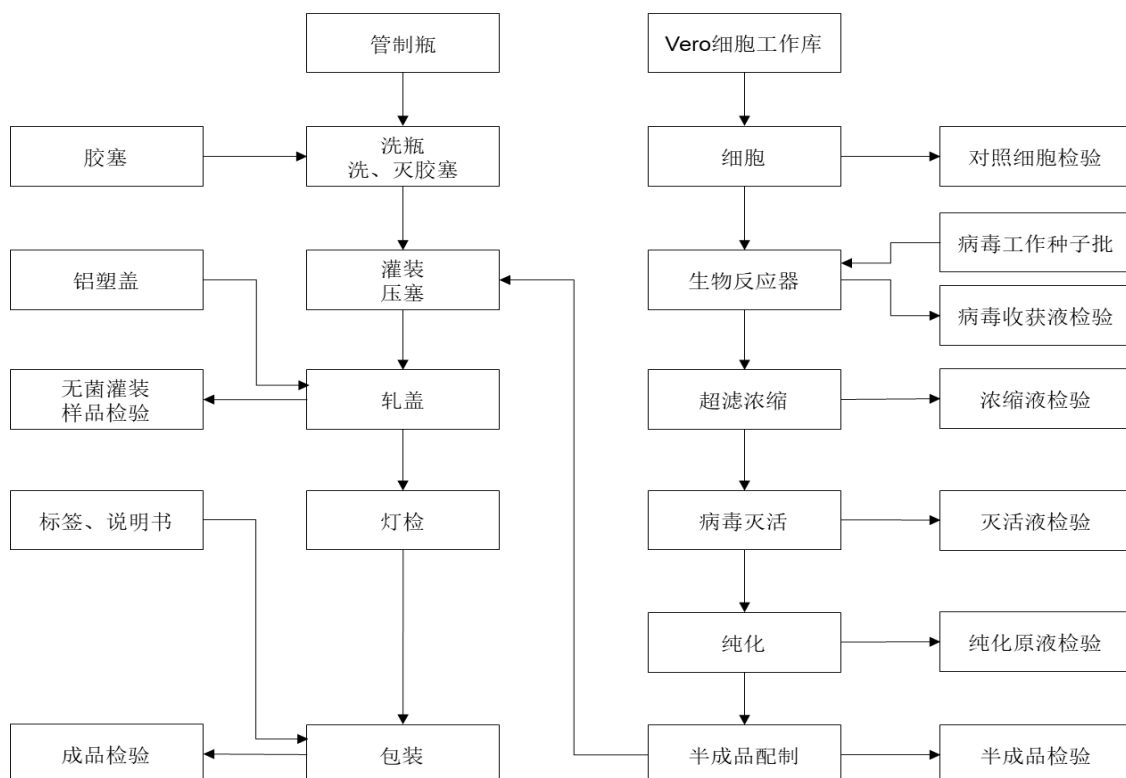 管制瓶
Vero细胞工作库
胶塞
洗瓶
洗、灭胶塞
细胞
对照细胞检验
铝塑盖
灌装
压塞
生物反应器
病毒工作种子批
病毒收获液检验
无菌灌装
样品检验
轧盖
超滤浓缩
浓缩液检验
标签、说明书
灯检
病毒灭活
灭活液检验
纯化
纯化原液检验
成品检验
包装
半成品配制
半成品检验